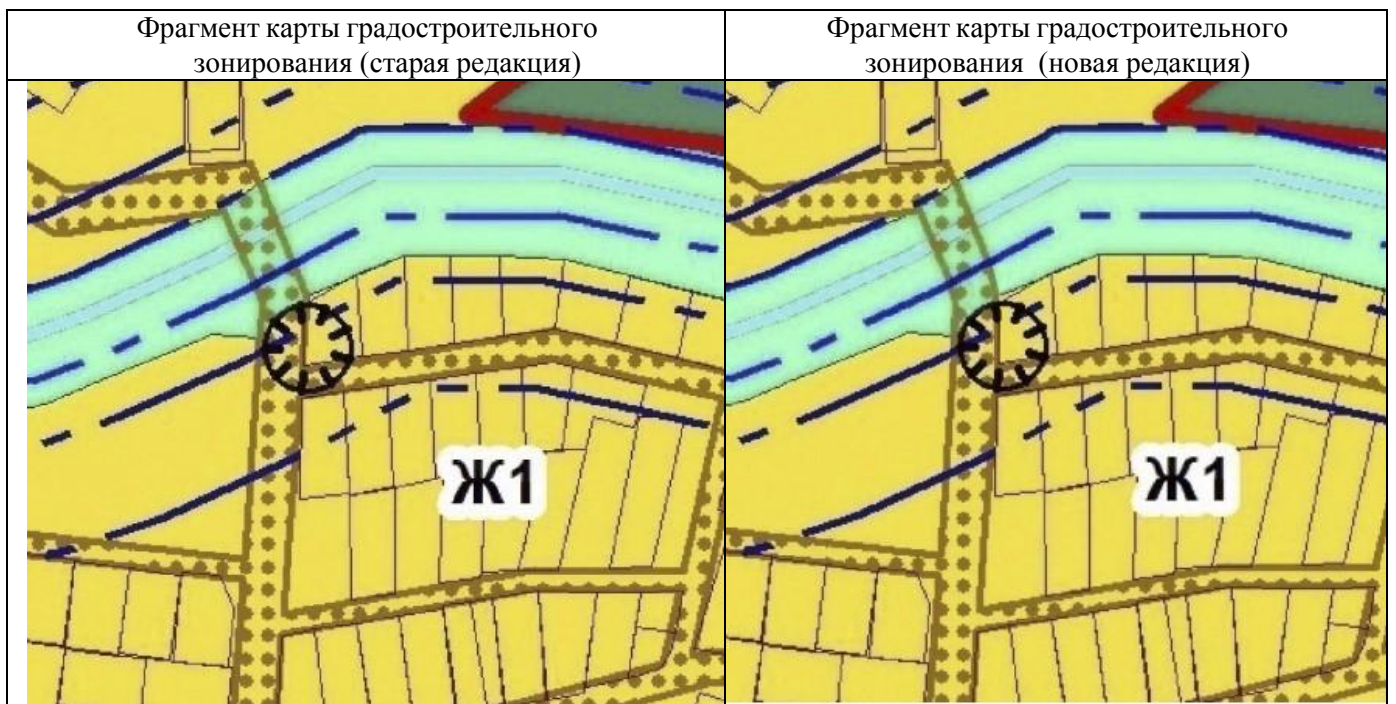 Фрагмент карты градостроительного
зонирования (старая редакция)
Фрагмент карты градостроительного
зонирования (новая редакция)
Ж1
Ж1